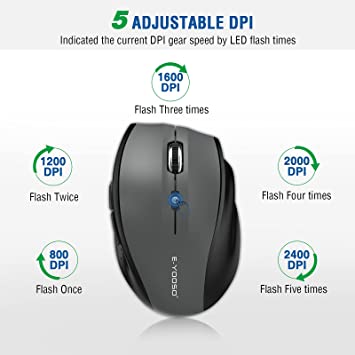 5 ADJUSTABLE DPI
Indicated the current DPI gear speed by LED flash times
1600
DPI
Flash Three times
1200
DPI
Flash Twice
2000
DPI
Flash Four times
800
DPI
Flash Once
2400
DPI
Flash Five times
E-YOOSO